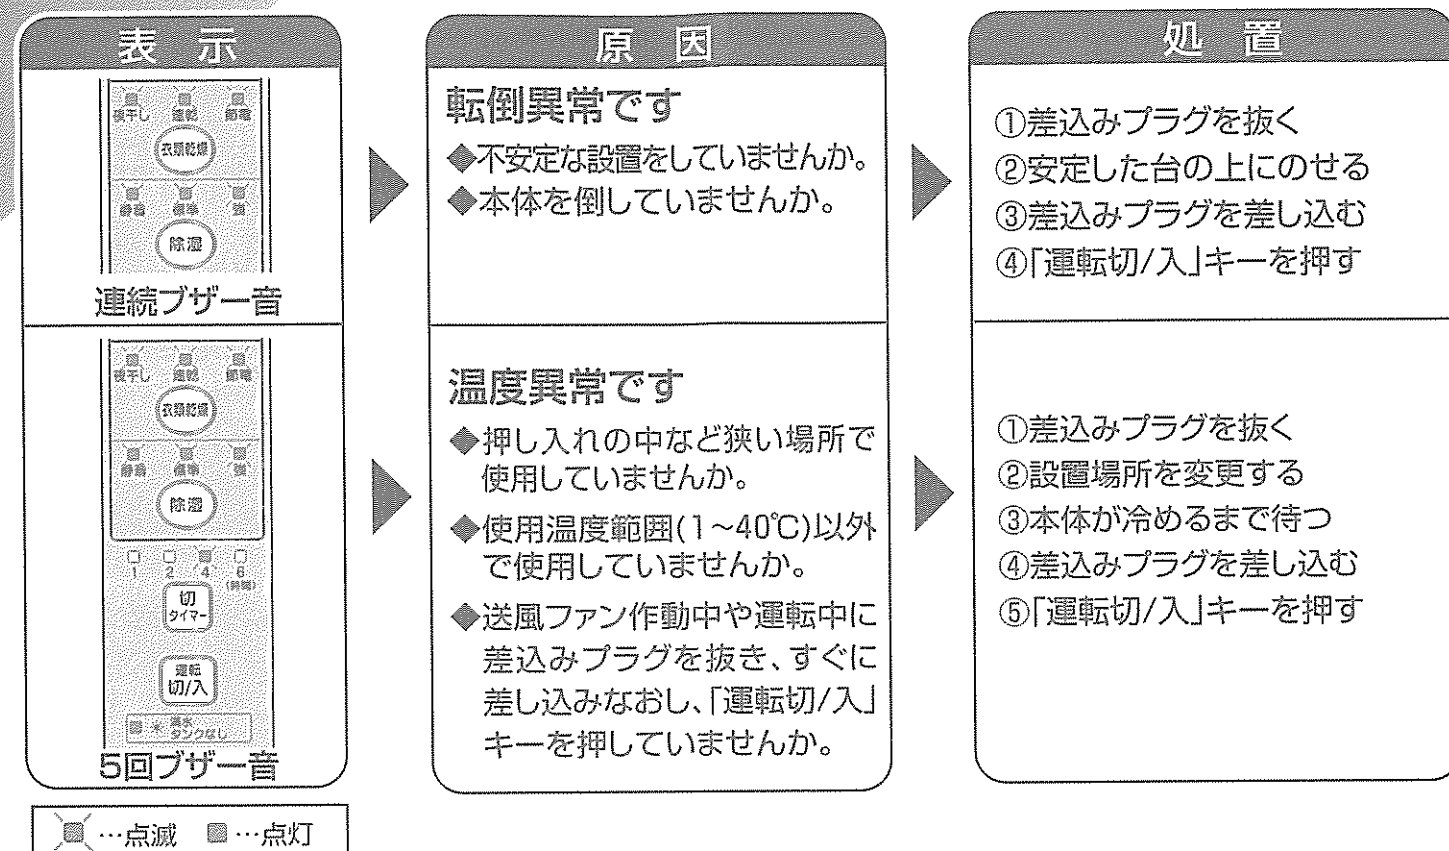 表 示
夜干し 速乾 節電
衣類乾燥
静音 標準 強
除湿
連続ブザー音
夜干し 速乾 節電
衣類乾燥
静音 標準 強
除湿
1 2 4 6
(時間)
切
タイマー
運転
切/入
満水
タンクなし
5回ブザー音
…点滅 …点灯
原 因
転倒異常です
◆不安定な設置をしていませんか。
◆本体を倒していませんか。
温度異常です
◆押し入れの中など狭い場所で
使用していませんか。
◆使用温度範囲(1~40℃)以外
で使用していませんか。
◆送風ファン作動中や運転中に
差込みプラグを抜き、すぐに
差し込みなおし、「運転切/入」
キーを押していませんか。
処 置
①差込みプラグを抜く
②安定した台の上にのせる
③差込みプラグを差し込む
④「運転切/入」キーを押す
①差込みプラグを抜く
②設置場所を変更する
③本体が冷めるまで待つ
④差込みプラグを差し込む
⑤「運転切/入」キーを押す